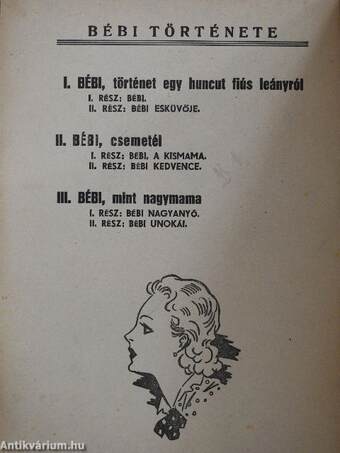 BÉBI TÖRTÉNETE
I. BÉBI, történet egy huncut fiús leányról
I. RÉSZ: BÉBI.
II. RÉSZ: BÉBI ESKÜVŐJE.
II. BÉBI, csemetéi
I. RÉSZ: BÉBI, A KISMAMA.
II. RÉSZ: BÉBI KEDVENCE.
III. BÉBI, mint nagymama
I. RÉSZ: BÉBI NAGYANYÓ.
II. RÉSZ: BÉBI UNOKÁI.
Antikvárium.hu